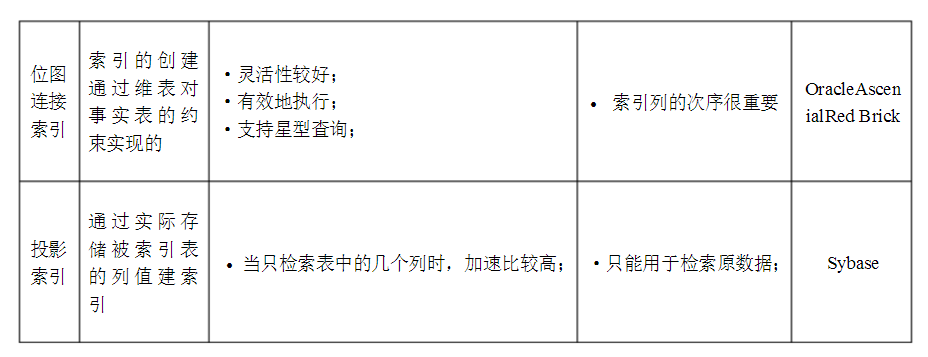 位图
连接
索引
索引的创建
通过维表对
事实表的约
束实现的
·灵活性较好；
·有效地执行；
·支持星型查询；
• 索引列的次序很重要
OracleAscen
ialRed Brick
投影
索引
通过实际存
储被索引表
的列值建索
引
• 当只检索表中的几个列时，加速比较高；
·只能用于检索原数据；
Sybase